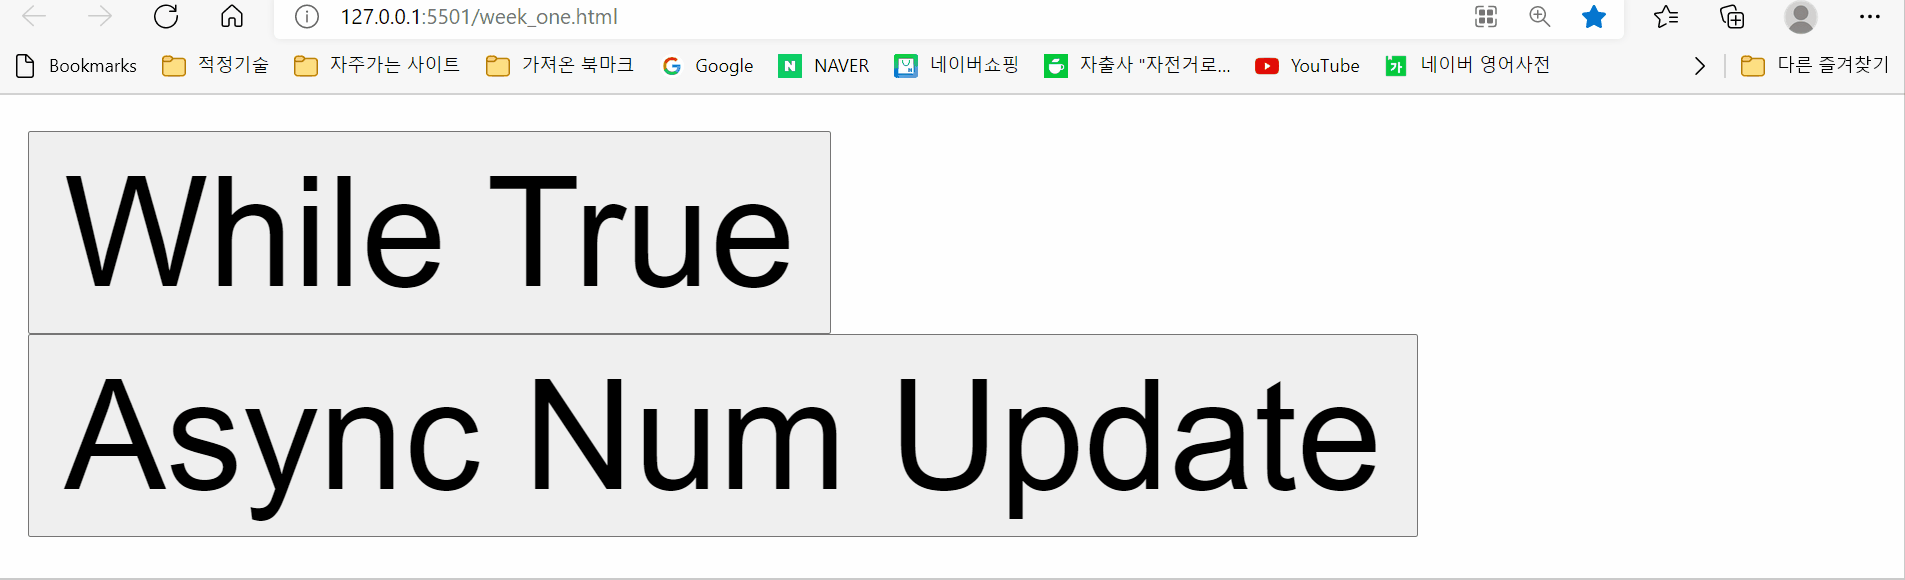 127.0.0.1:5501/week_one.html
Bookmarks 적정기술 자주가는 사이트 가져온 북마크 Google NAVER 네이버쇼핑 자출사 "자전거로... YouTube 네이버 영어사전 다른 즐겨찾기
While True
Async Num Update